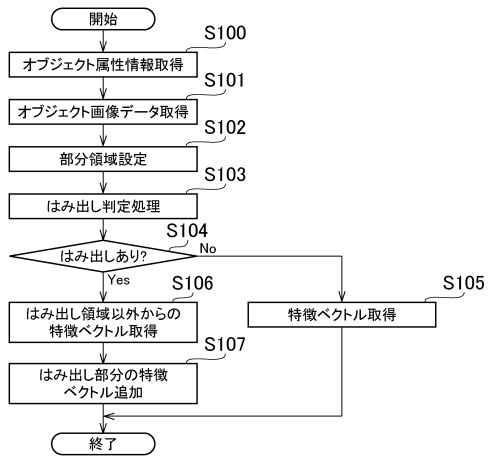 開始
S100
オブジェクト属性情報取得
S101
オブジェクト画像データ取得
S102
部分領域設定
S103
はみ出し判定処理
S104
はみ出しあり?
No
Yes
S106
はみ出し領域以外からの
特徴ベクトル取得
S105
特徴ベクトル取得
S107
はみ出し部分の特徴
ベクトル追加
終了